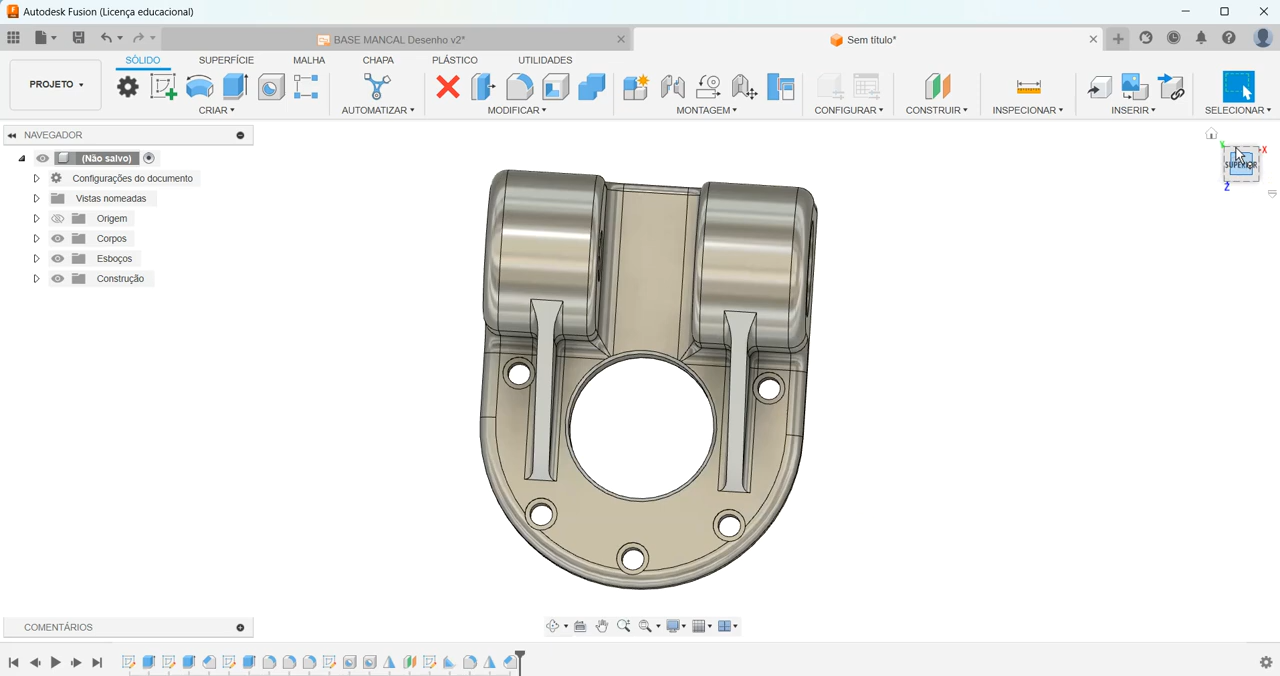 Autodesk Fusion (Licença educacional)
BASE MANCAL Desenho v2*
Sem título*
SÓLIDO SUPERFÍCIE MALHA CHAPA PLÁSTICO UTILIDADES
PROJETO
CRIAR AUTOMATIZAR MODIFICAR MONTAGEM CONFIGURAR CONSTRUIR INSPECIONAR INSERIR SELECIONAR
NAVEGADOR
(Não salvo)
Configurações do documento
Vistas nomeadas
Origem
Corpos
Esboços
Construção
Y
X
SUPERIOR
Z
COMENTÁRIOS